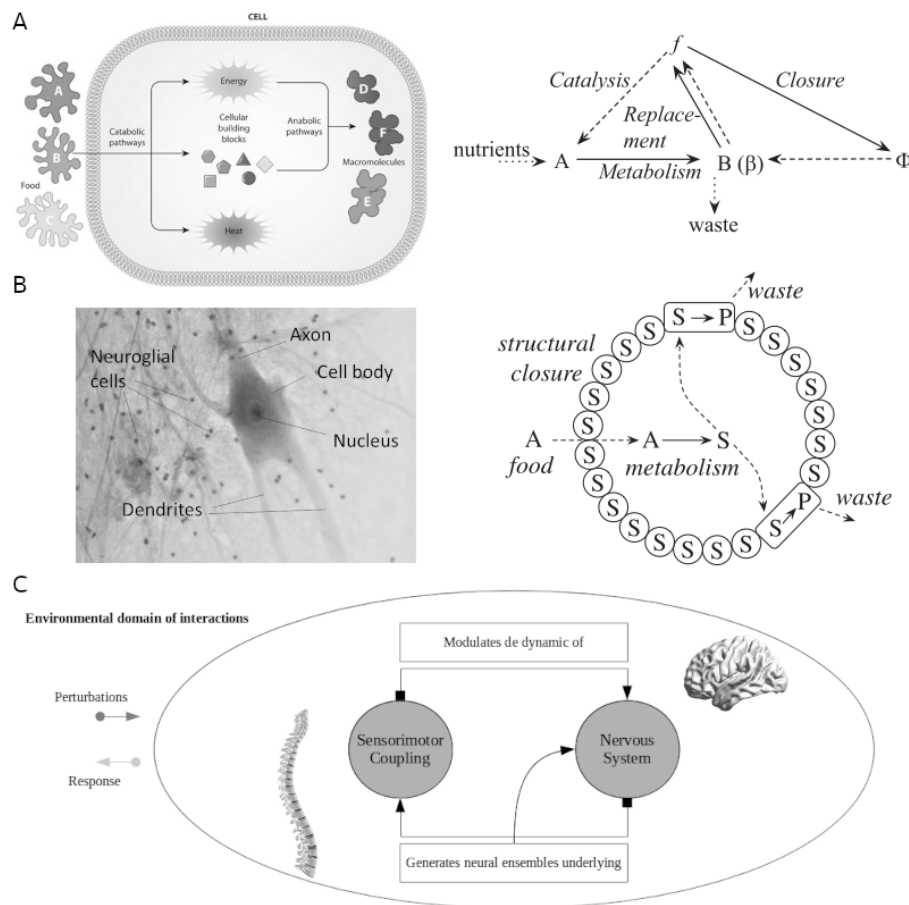 A
CELL
A
B
C
Food
Catabolic
pathways
Energy
Cellular
building
blocks
Heat
Anabolic
pathways
D
F
E
Macromolecules
f
Catalysis
Closure
Replace-
ment
nutrients
A
Metabolism
B (β)
Φ
waste
B
Neuroglial
cells
Axon
Cell body
Nucleus
Dendrites
structural
closure
A
food
A
S
metabolism
S → P
waste
S → P
waste
S S S S S S S S S S S S S S S S S S S S S S S S
C
Environmental domain of interactions
Perturbations
Response
Modulates de dynamic of
Sensorimotor
Coupling
Nervous
System
Generates neural ensembles underlying